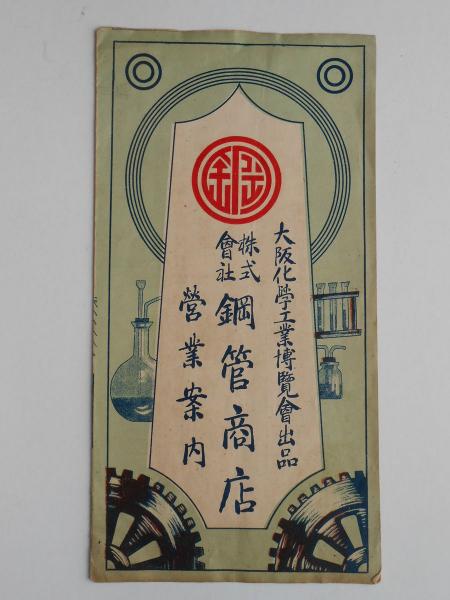 鋼
大阪化學工業博覽會出品
株式會社 鋼管商店
營業案内